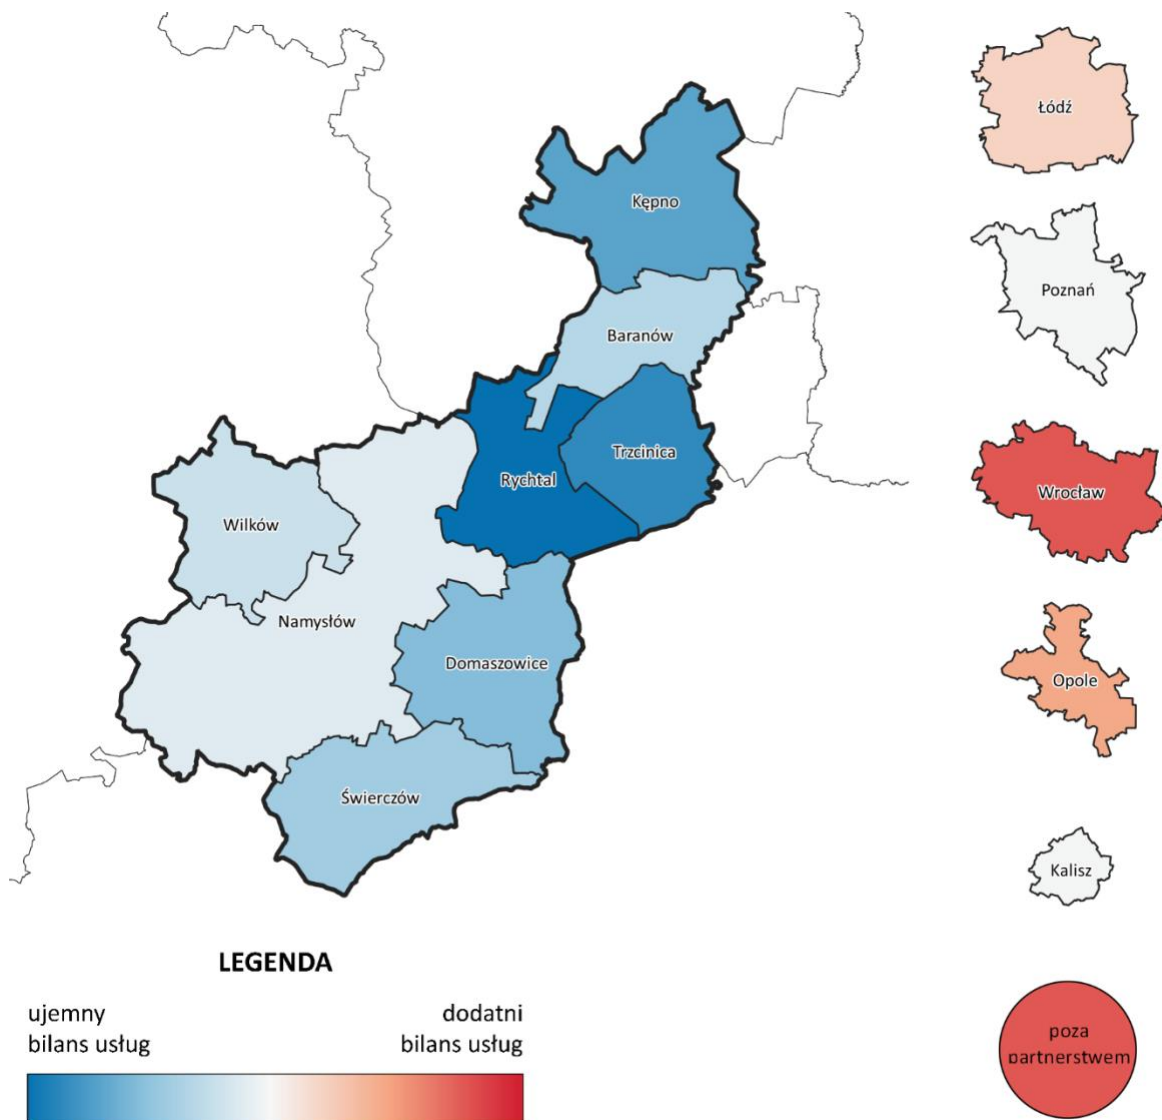 Łódź
Kępno
Poznań
Baranów
Trzcinica
Rychtal
Wrocław
Wilków
Namysłów
Domaszowice
Opole
Świerczów
Kalisz
LEGENDA
ujemny
bilans usług
dodatni
bilans usług
poza
partnerstwem